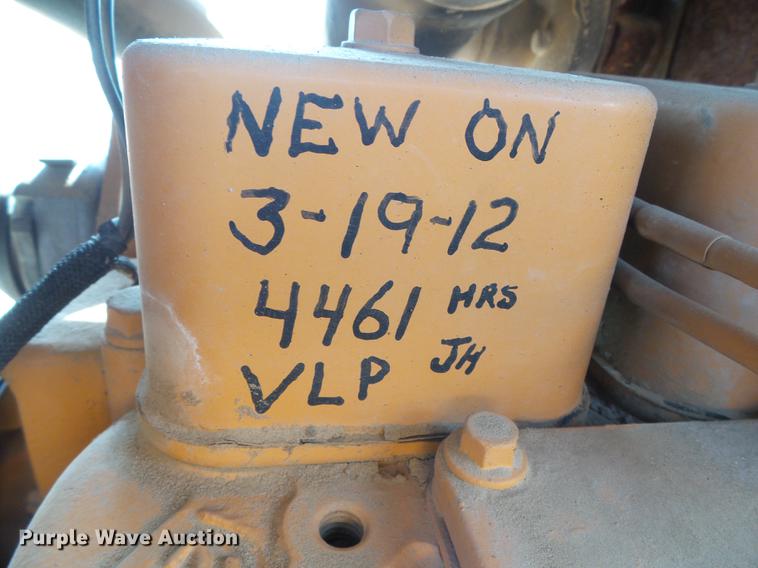 NEW ON
3-19-12
4461 HRS
VLP JH
Purple Wave Auction